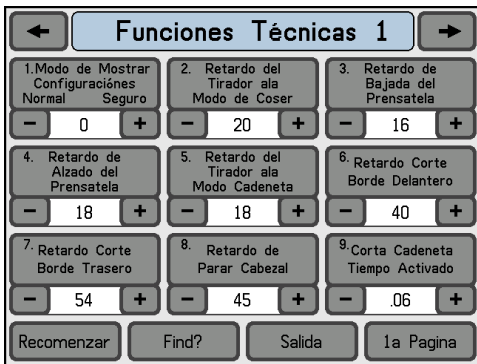 Funciones Técnicas 1
1.Modo de Mostrar
Configuraciónes
Normal Seguro
- 0 +
2. Retardo del
Tirador ala
Modo de Coser
- 20 +
3. Retardo de
Bajada del
Prensatela
- 16 +
4. Retardo de
Alzado del
Prensatela
- 18 +
5. Retardo del
Tirador ala
Modo Cadeneta
- 18 +
6. Retardo Corte
Borde Delantero
- 40 +
7. Retardo Corte
Borde Trasero
- 54 +
8. Retardo de
Parar Cabezal
- 45 +
9. Corta Cadeneta
Tiempo Activado
- .06 +
Recomenzar
Find?
Salida
1a Pagina